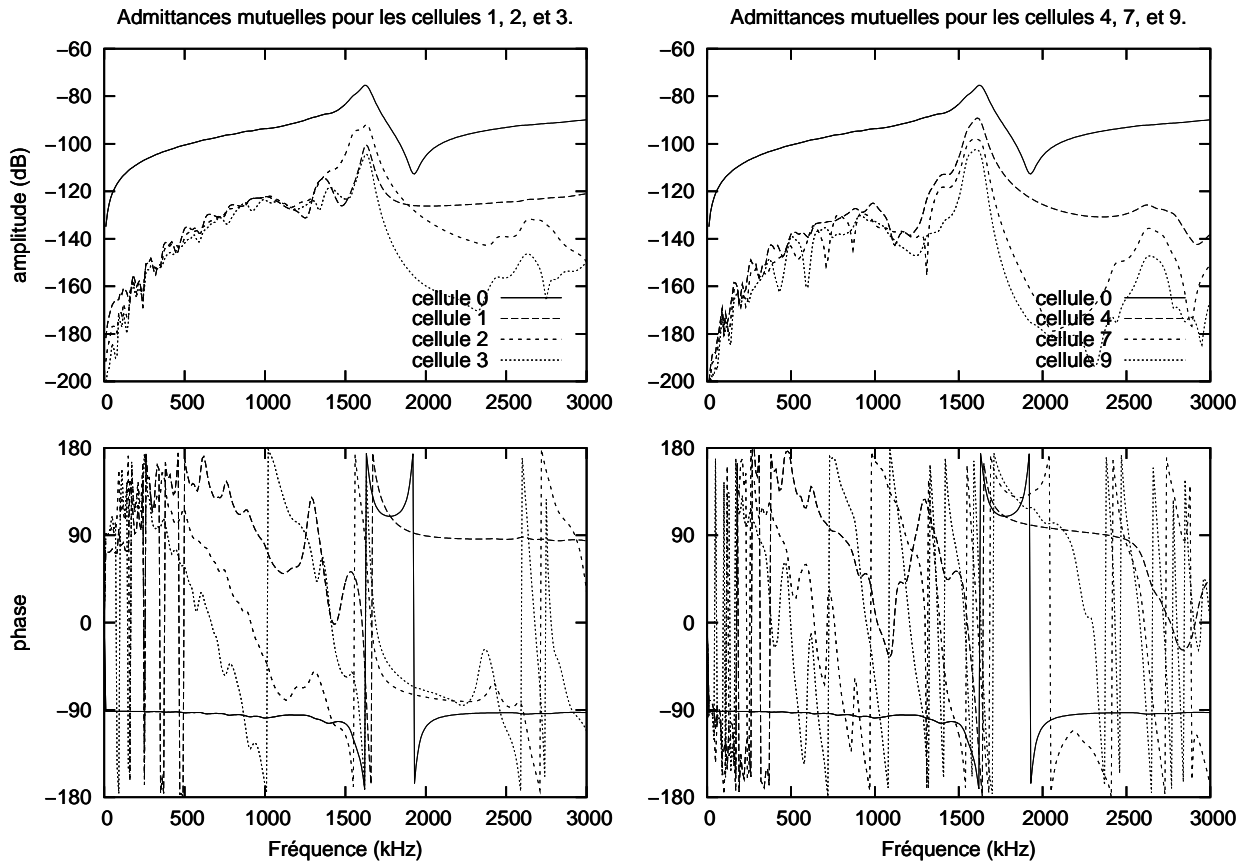 Admittances mutuelles pour les cellules 1, 2, et 3.
−60
−80
−100
−120
−140
−160
−180
−200
amplitude (dB)
cellule 0
cellule 1
cellule 2
cellule 3
0 500 1000 1500 2000 2500 3000
Admittances mutuelles pour les cellules 4, 7, et 9.
−60
−80
−100
−120
−140
−160
−180
−200
cellule 0
cellule 4
cellule 7
cellule 9
0 500 1000 1500 2000 2500 3000
180
90
0
−90
−180
phase
0 500 1000 1500 2000 2500 3000
Fréquence (kHz)
180
90
0
−90
−180
0 500 1000 1500 2000 2500 3000
Fréquence (kHz)